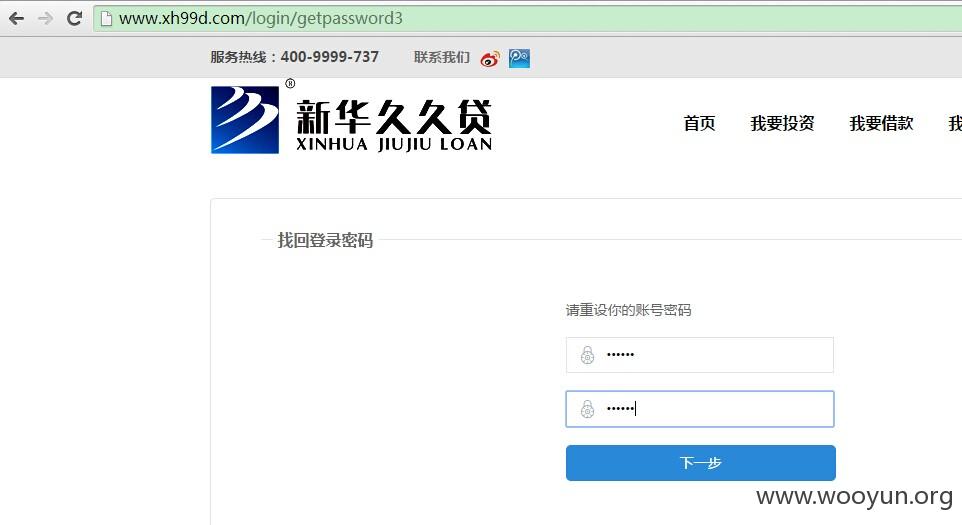 www.xh99d.com/login/getpassword3
服务热线：400-9999-737 联系我们
新华久久贷®
XINHUA JIUJIU LOAN
首页 我要投资 我要借款 我
找回登录密码
请重设你的账号密码
••••••
••••••
下一步
www.wooyun.org